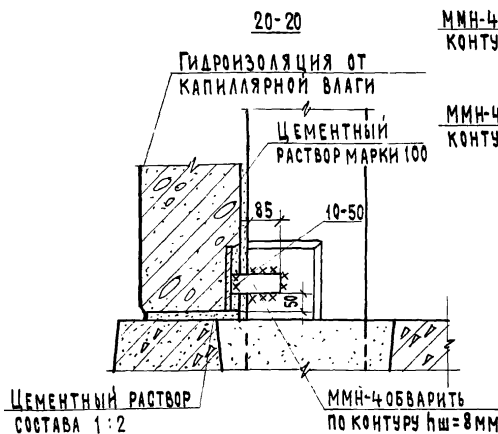 20-20
ММН-4
КОНТУ
ГИДРОИЗОЛЯЦИЯ ОТ
КАПИЛЛЯРНОЙ ВЛАГИ
ММН-4
КОНТУ
ЦЕМЕНТНЫЙ
РАСТВОР МАРКИ 100
85
10-50
50
ЦЕМЕНТНЫЙ РАСТВОР
СОСТАВА 1:2
ММН-4 ОБВАРИТЬ
ПО КОНТУРУ hш=8ММ